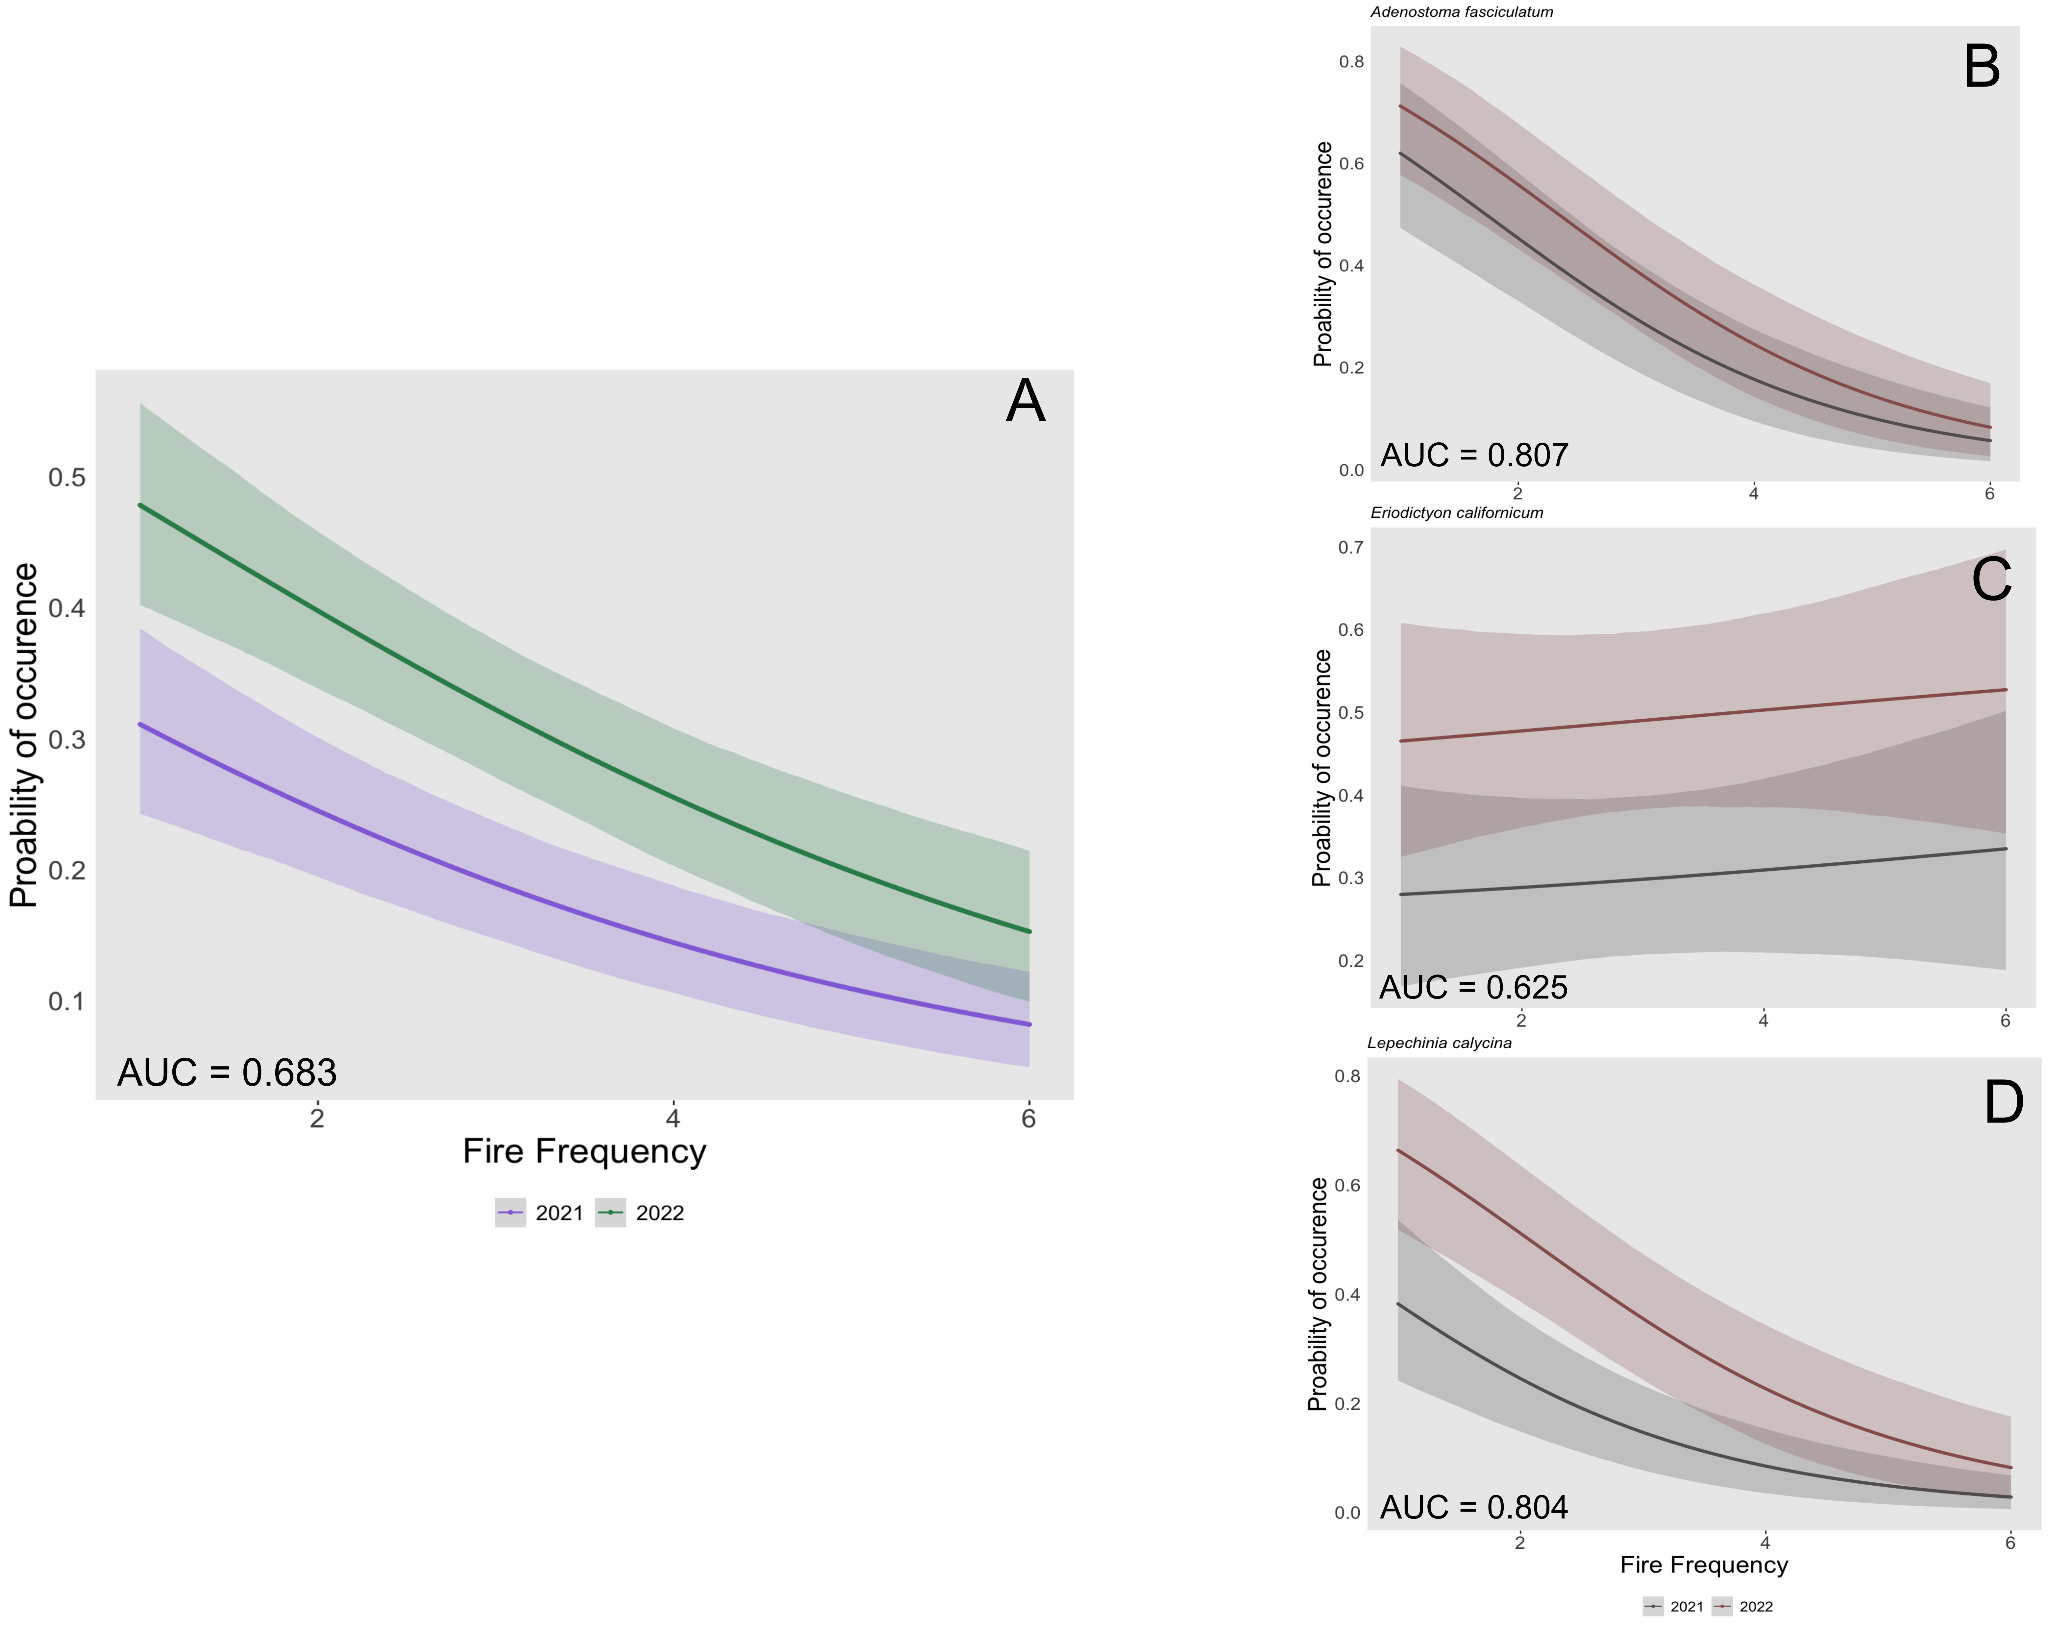 A
Proability of occurence
0.5
0.4
0.3
0.2
0.1
AUC = 0.683
2 4 6
Fire Frequency
2021 2022
Adenostoma fasciculatum
B
Proability of occurence
0.8
0.6
0.4
0.2
0.0
AUC = 0.807
2 4 6
Eriodictyon californicum
C
Proability of occurence
0.7
0.6
0.5
0.4
0.3
0.2
AUC = 0.625
2 4 6
Lepechinia calycina
D
Proability of occurence
0.8
0.6
0.4
0.2
0.0
AUC = 0.804
2 4 6
Fire Frequency
2021 2022